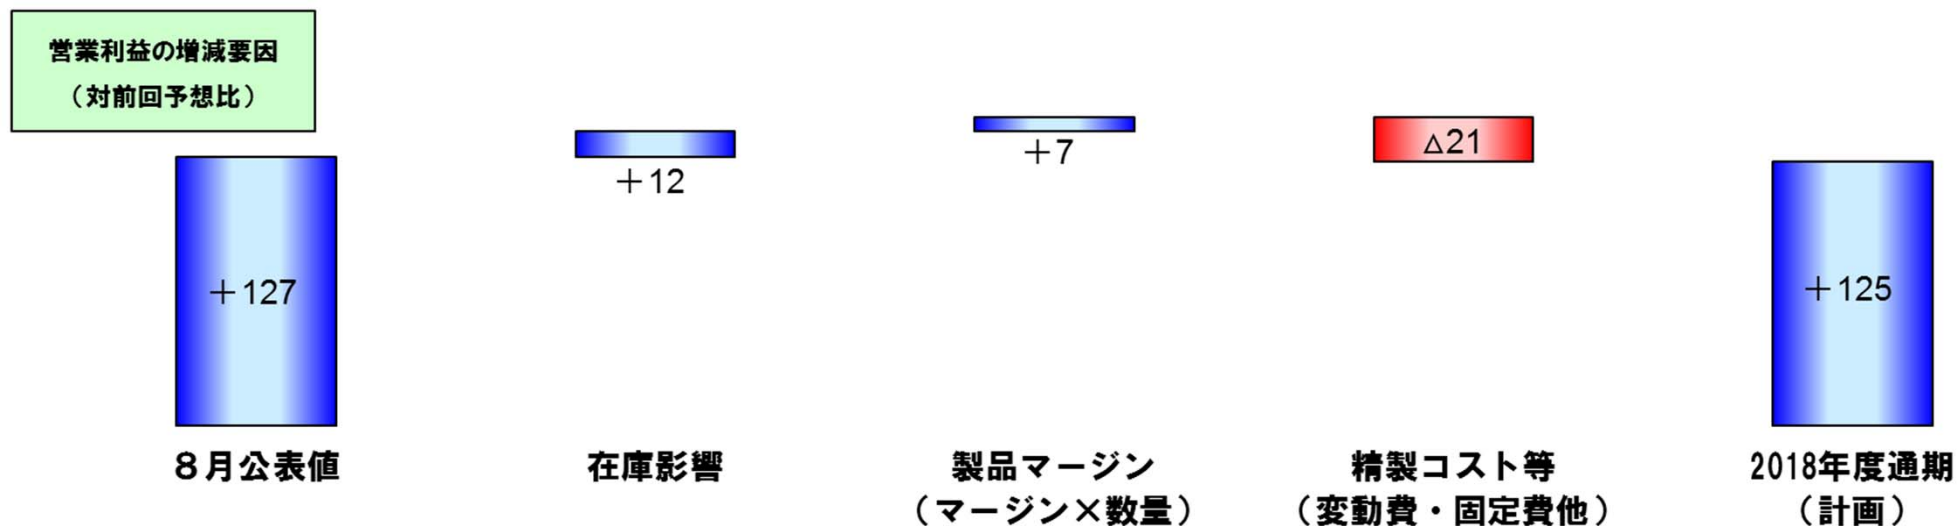 営業利益の増減要因
（対前回予想比）
＋127
＋12
＋7
△21
＋125
８月公表値
在庫影響
製品マージン
（マージン×数量）
精製コスト等
（変動費・固定費他）
2018年度通期
（計画）